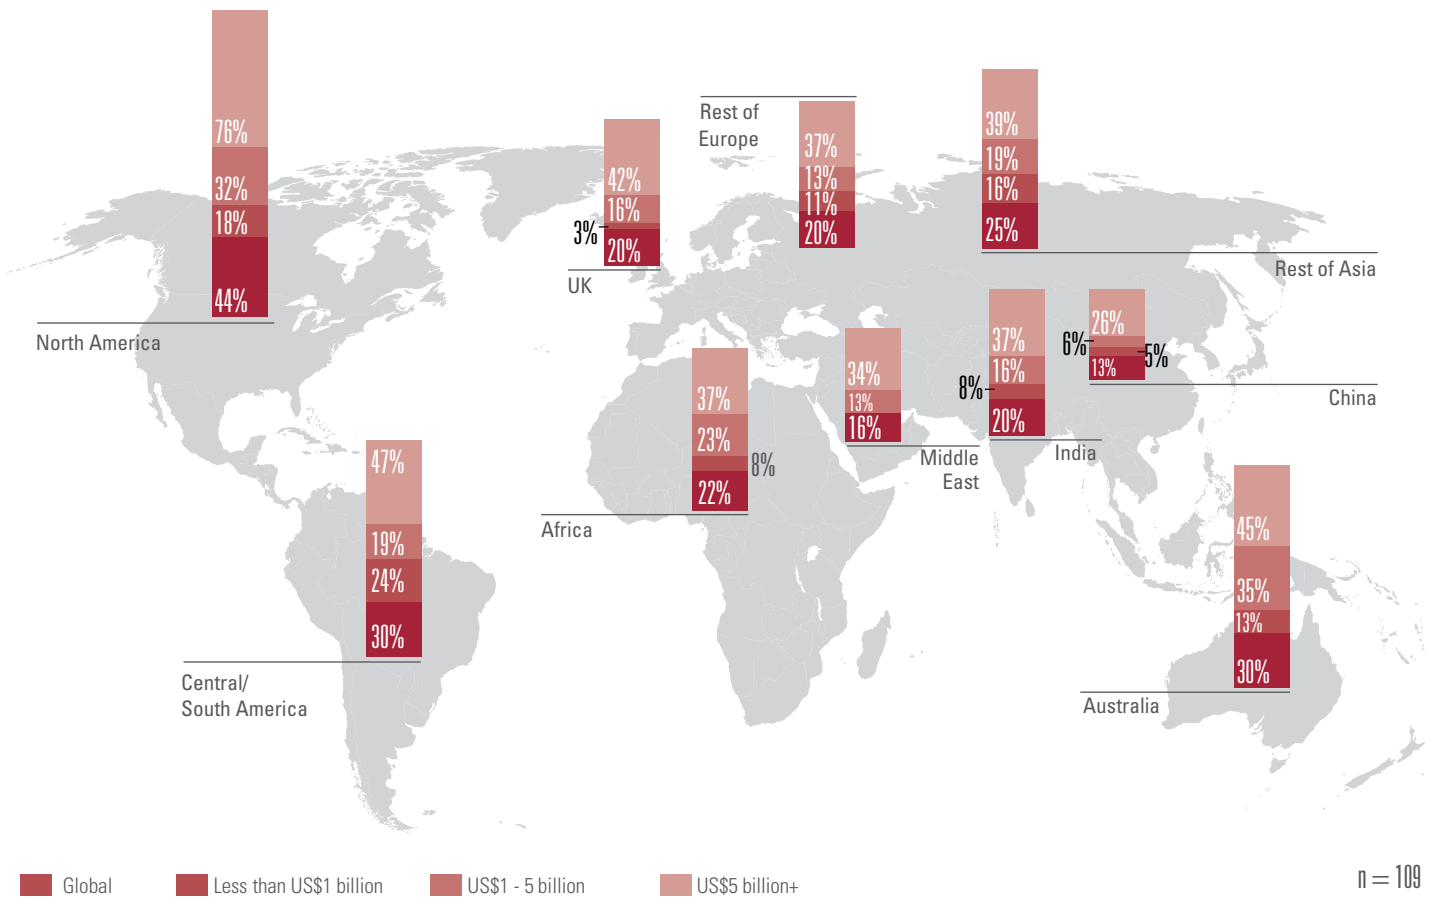 76%
32%
18%
44%
North America
42%
16%
3%
20%
UK
Rest of
Europe
37%
13%
11%
20%
39%
19%
16%
25%
Rest of Asia
37%
16%
8%
20%
India
26%
6%
5%
13%
China
34%
13%
16%
Middle
East
37%
23%
8%
22%
Africa
47%
19%
24%
30%
Central/
South America
45%
35%
13%
30%
Australia
Global
Less than US$1 billion
US$1 - 5 billion
US$5 billion+
n = 109